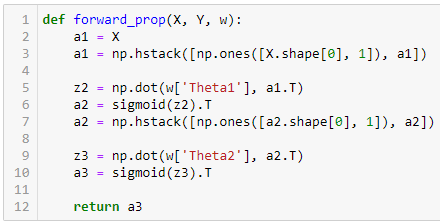 1 def forward_prop(X, Y, w):
2     a1 = X
3     a1 = np.hstack([np.ones([X.shape[0], 1]), a1])
4
5     z2 = np.dot(w['Theta1'], a1.T)
6     a2 = sigmoid(z2).T
7     a2 = np.hstack([np.ones([a2.shape[0], 1]), a2])
8
9     z3 = np.dot(w['Theta2'], a2.T)
10     a3 = sigmoid(z3).T
11
12     return a3